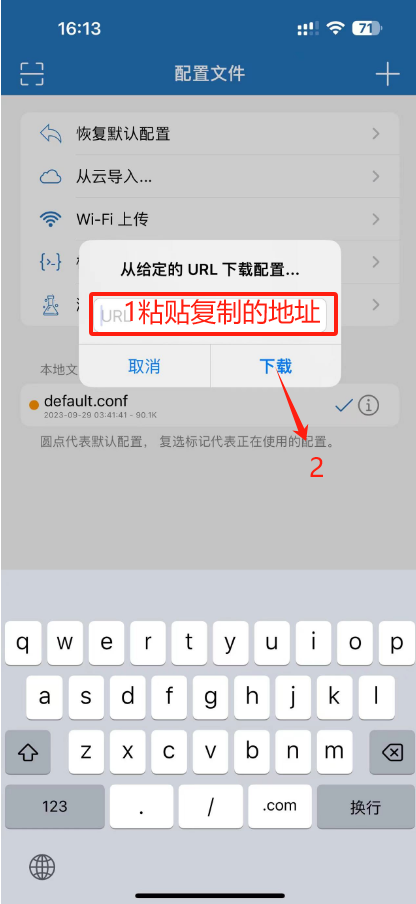 16:13
71
配置文件
恢复默认配置
从云导入...
Wi-Fi 上传
从给定的 URL 下载配置...
URL
1粘贴复制的地址
取消
下载
本地文
default.conf
2023-09-29 03:41:41 - 90.1K
圆点代表默认配置， 复选标记代表正在使用的配置。
2
q w e r t y u i o p
a s d f g h j k l
z x c v b n m
123 . / .com 换行